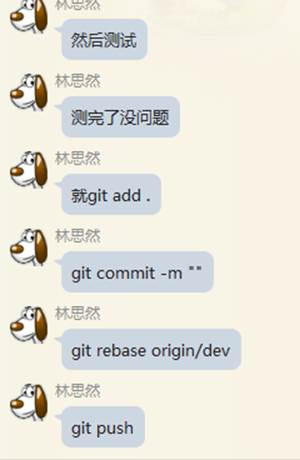 林思然
然后测试
林思然
测完了没问题
林思然
就git add .
林思然
git commit -m ""
林思然
git rebase origin/dev
林思然
git push